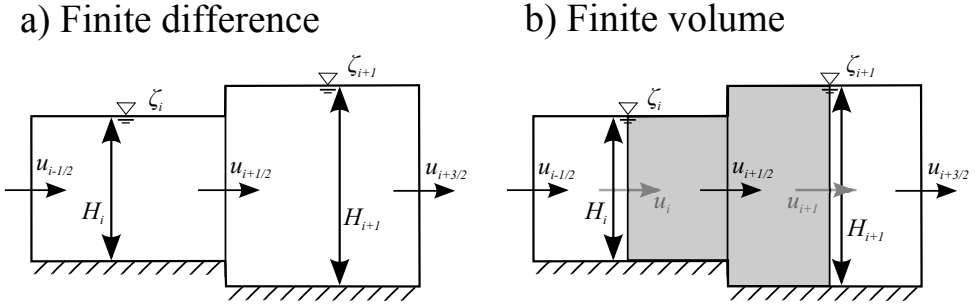 a) Finite difference
ζi
ζi+1
ui-1/2
ui+1/2
ui+3/2
Hi
Hi+1
b) Finite volume
ζi
ζi+1
ui-1/2
ui
ui+1/2
ui+1
ui+3/2
Hi
Hi+1